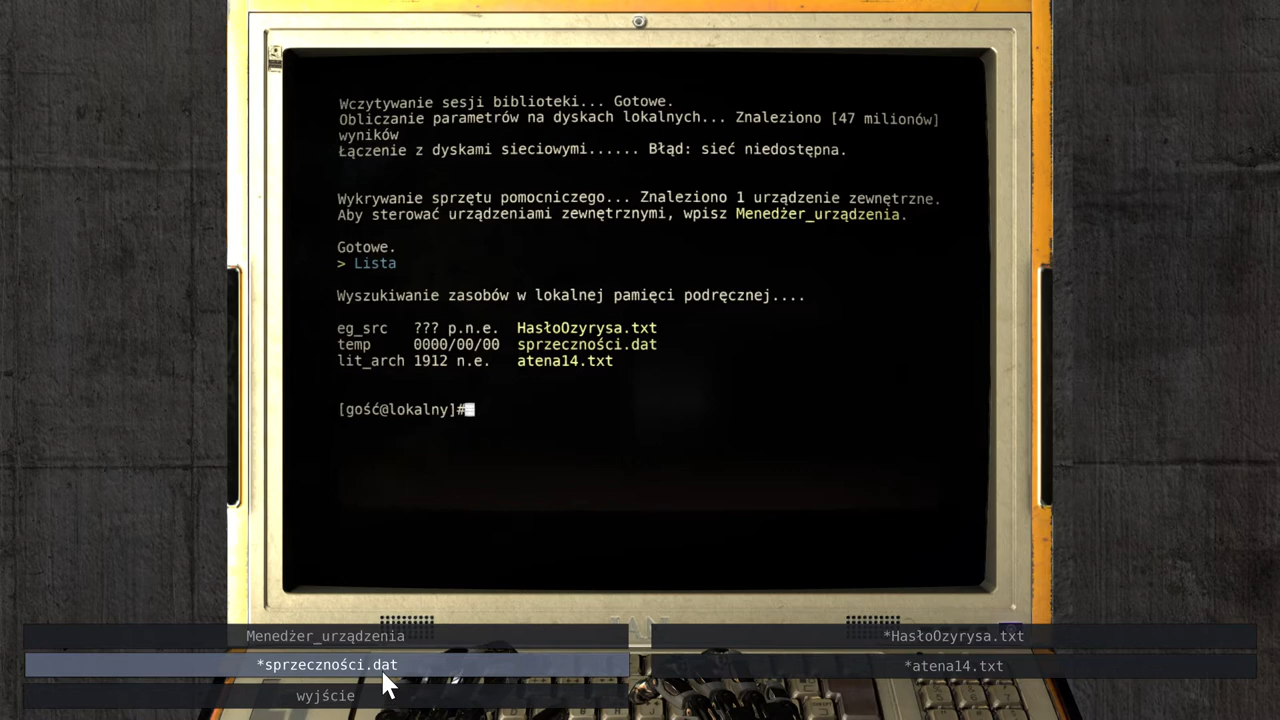 Wczytywanie sesji biblioteki... Gotowe.
Obliczanie parametrów na dyskach lokalnych... Znaleziono [47 milionów]
wyników
Łączenie z dyskami sieciowymi...... Błąd: sieć niedostępna.
Wykrywanie sprzętu pomocniczego... Znaleziono 1 urządzenie zewnętrzne.
Aby sterować urządzeniami zewnętrznymi, wpisz Menedżer_urządzenia.
Gotowe.
> Lista
Wyszukiwanie zasobów w lokalnej pamięci podręcznej....
eg_src ??? p.n.e. HasłoOzyrysa.txt
temp 0000/00/00 sprzeczności.dat
lit_arch 1912 n.e. atena14.txt
[gość@lokalny]#
Menedżer_urządzenia
*HasłoOzyrysa.txt
*sprzeczności.dat
*atena14.txt
wyjście